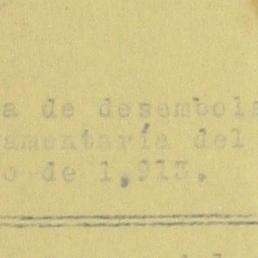 a de desembols
amentaría del
o de 1,913.